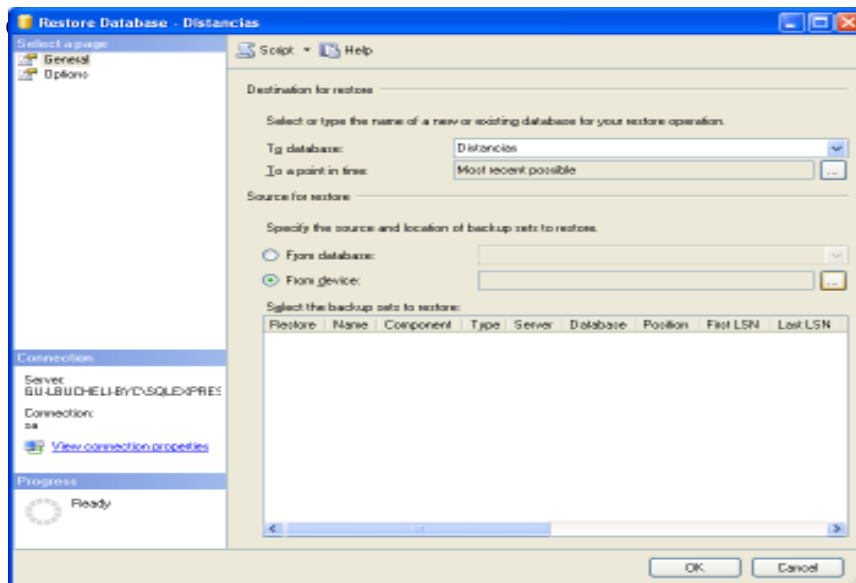 Restore Database - Distancias
Select a page
General
Options
Script
Help
Destination for restore
Select or type the name of a new or existing database for your restore operation.
To database:
Distancias
To a point in time:
Most recent possible
...
Source for restore
Specify the source and location of backup sets to restore.
From database:
From device:
...
Select the backup sets to restore:
Restore Name Component Type Server Database Position First LSN Last LSN
Connection
Server:
Connection:
sa
View connection properties
Progress
Ready
OK
Cancel